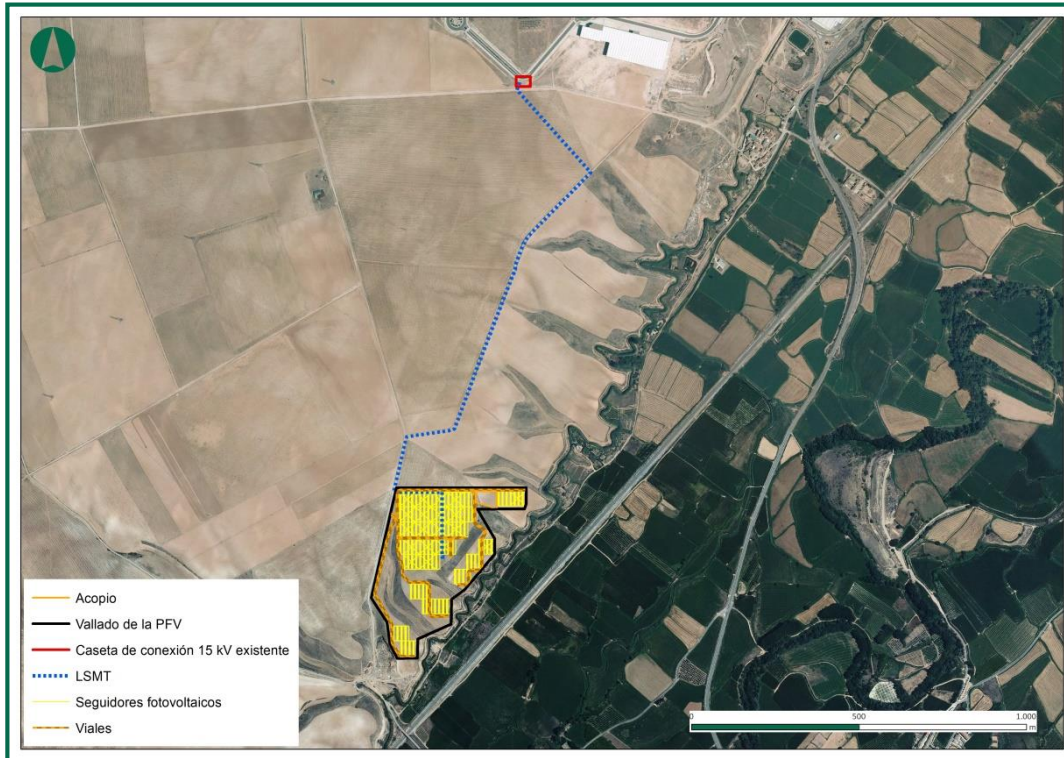 Acopio
Vallado de la PFV
Caseta de conexión 15 kV existente
LSMT
Seguidores fotovoltaicos
Viales
0 500 1.000
m